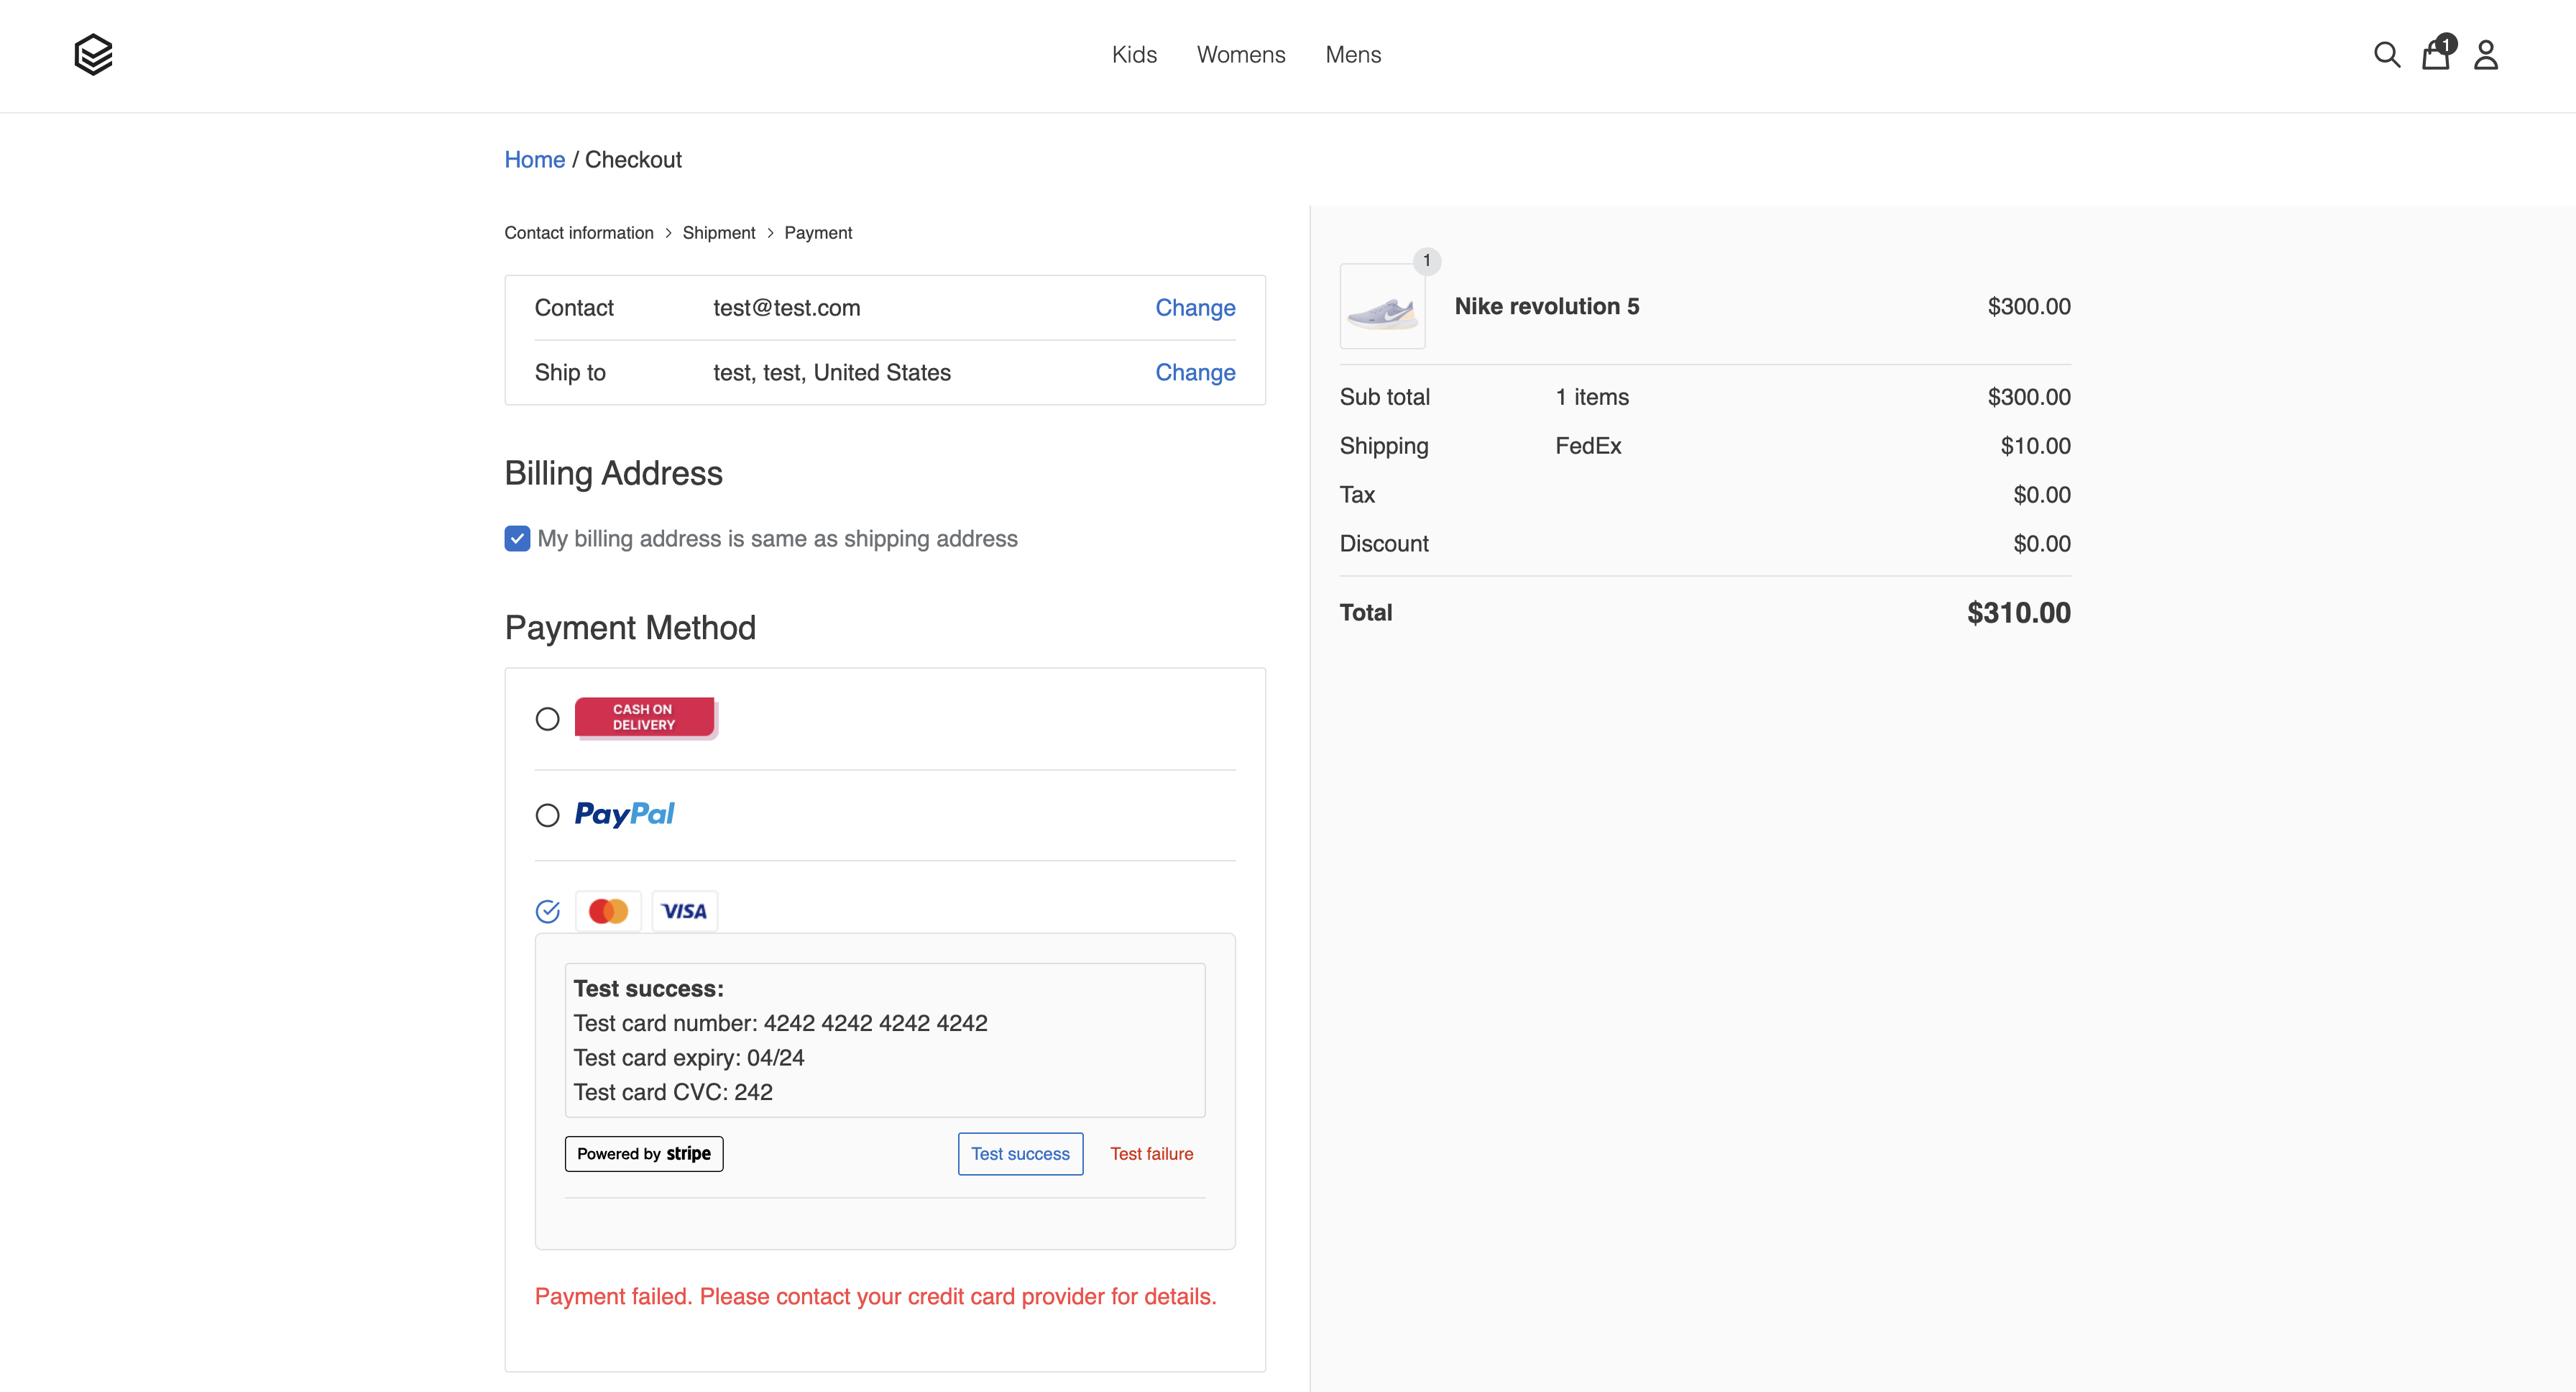 Kids Womens Mens
1
Home / Checkout
Contact information > Shipment > Payment
Contact test@test.com Change
Ship to test, test, United States Change
Billing Address
My billing address is same as shipping address
Payment Method
CASH ON
DELIVERY
PayPal
VISA
Test success:
Test card number: 4242 4242 4242 4242
Test card expiry: 04/24
Test card CVC: 242
Powered by stripe Test success Test failure
Payment failed. Please contact your credit card provider for details.
1
Nike revolution 5 $300.00
Sub total 1 items $300.00
Shipping FedEx $10.00
Tax $0.00
Discount $0.00
Total $310.00